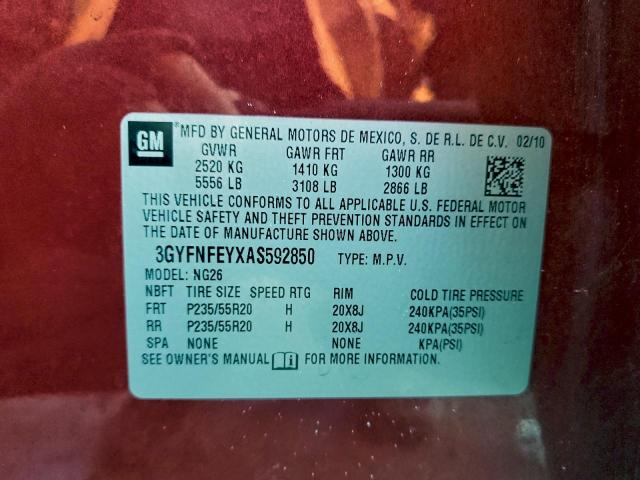 GM ®MFD BY GENERAL MOTORS DE MEXICO, S. DE R.L. DE C.V. 02/10
GVWR GAWR FRT GAWR RR
2520 KG 1410 KG 1300 KG
5556 LB 3108 LB 2866 LB
THIS VEHICLE CONFORMS TO ALL APPLICABLE U.S. FEDERAL MOTOR
VEHICLE SAFETY AND THEFT PREVENTION STANDARDS IN EFFECT ON
THE DATE OF MANUFACTURE SHOWN ABOVE.
3GYFNFEYXAS592850 TYPE: M.P.V.
MODEL: NG26
NBFT TIRE SIZE SPEED RTG RIM COLD TIRE PRESSURE
FRT P235/55R20 H 20X8J 240KPA(35PSI)
RR P235/55R20 H 20X8J 240KPA(35PSI)
SPA NONE NONE KPA(PSI)
SEE OWNER'S MANUAL FOR MORE INFORMATION.